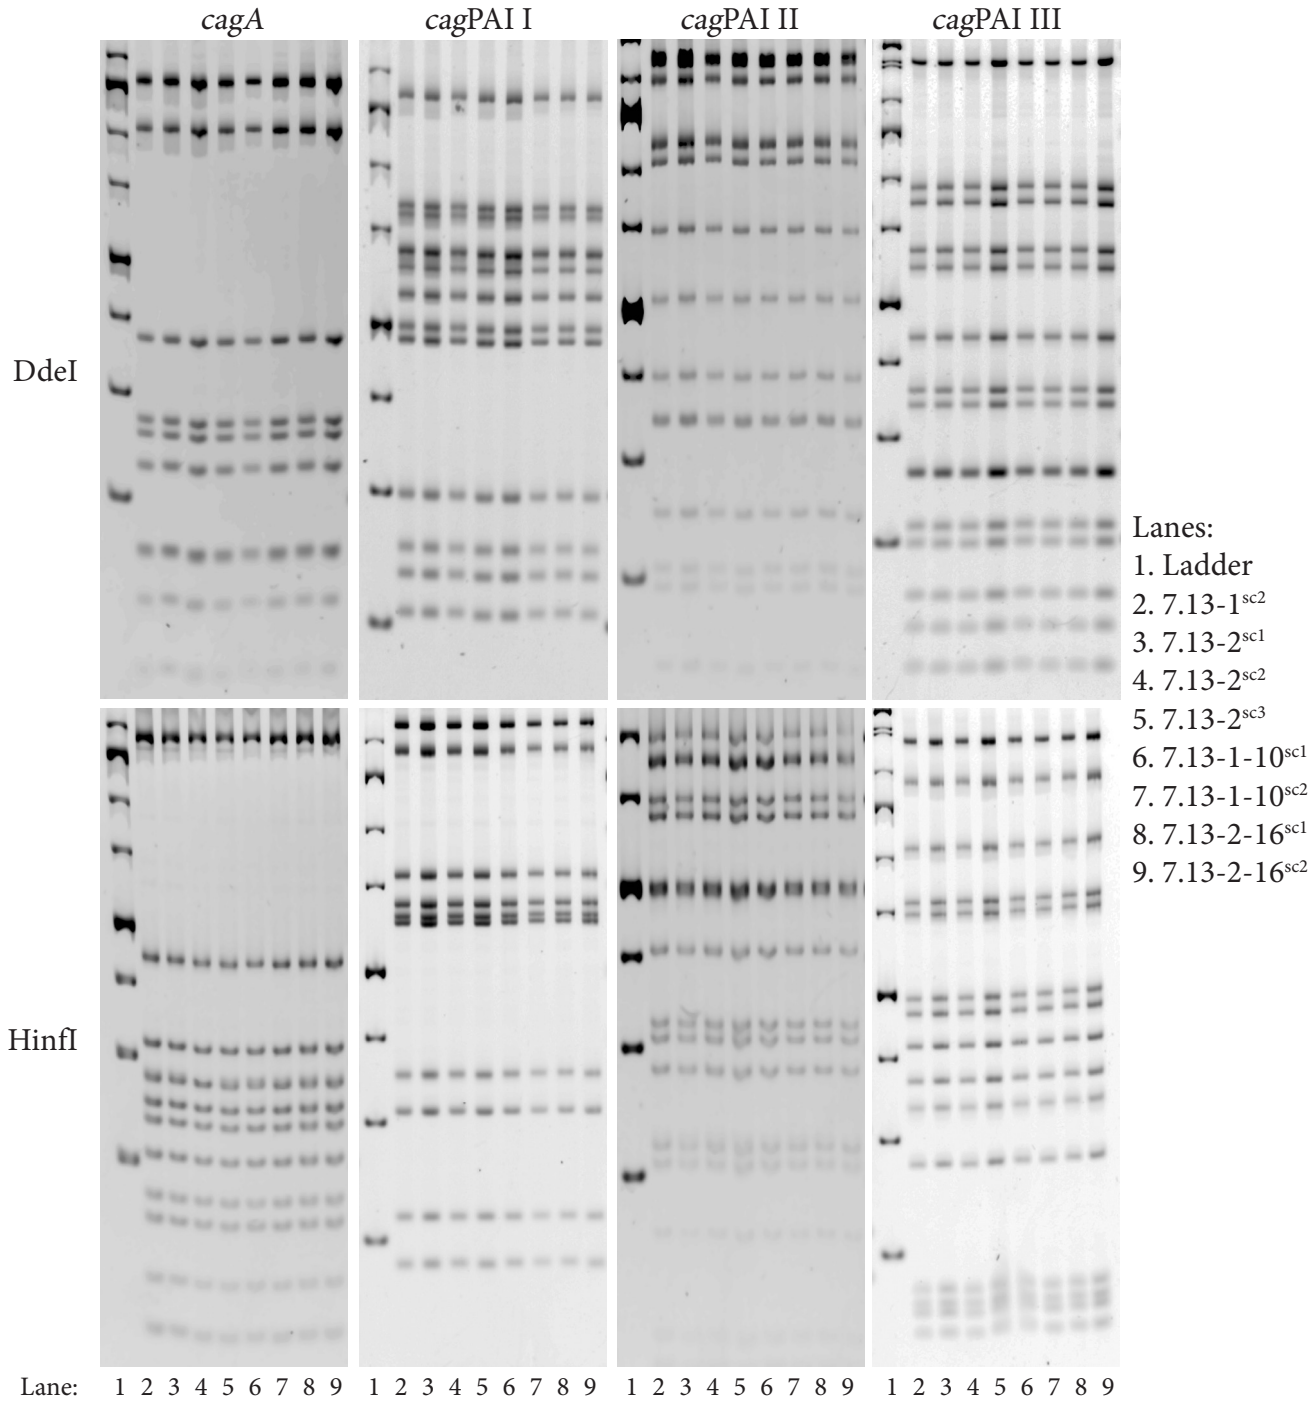 cagA cagPAI I cagPAI II cagPAI III
DdeI
Lanes:
1. Ladder
2. 7.13-1sc2
3. 7.13-2sc1
4. 7.13-2sc2
5. 7.13-2sc3
6. 7.13-1-10sc1
7. 7.13-1-10sc2
8. 7.13-2-16sc1
9. 7.13-2-16sc2
HinfI
Lane: 1 2 3 4 5 6 7 8 9 1 2 3 4 5 6 7 8 9 1 2 3 4 5 6 7 8 9 1 2 3 4 5 6 7 8 9